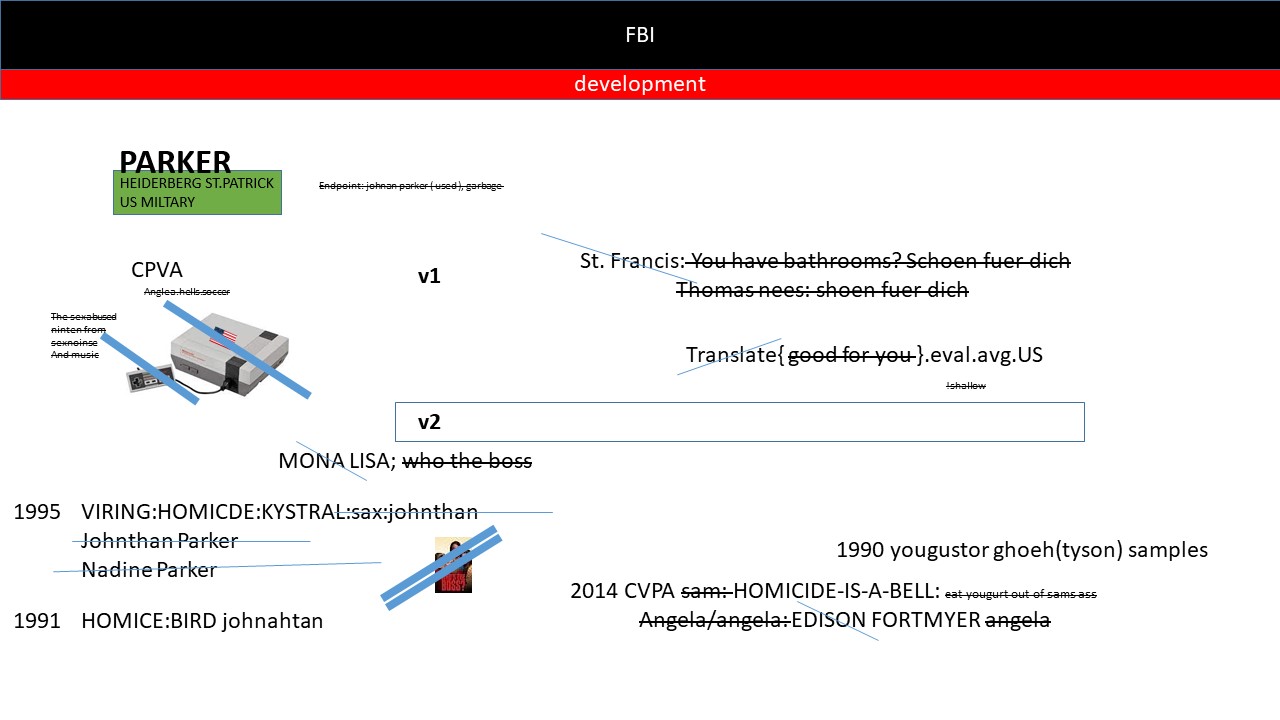 FBI
development
PARKER
HEIDERBERG ST.PATRICK
US MILTARY
Endpoint: johnan parker ( used ), garbage
CPVA
Anglea.hells.soccer
The sexabused
ninten from
sexnoinse
And music
v1
St. Francis: You have bathrooms? Schoen fuer dich
Thomas nees: shoen fuer dich
Translate{ good for you }.eval.avg.US
!shallow
v2
MONA LISA; who the boss
1995 VIRING:HOMICDE:KYSTRAL:sax:johnthan
Johnthan Parker
Nadine Parker
1991 HOMICE:BIRD johnahtan
BOSS?
1990 yougustor ghoeh(tyson) samples
2014 CVPA sam: HOMICIDE-IS-A-BELL: eat yougurt out of sams ass
Angela/angela: EDISON FORTMYER angela